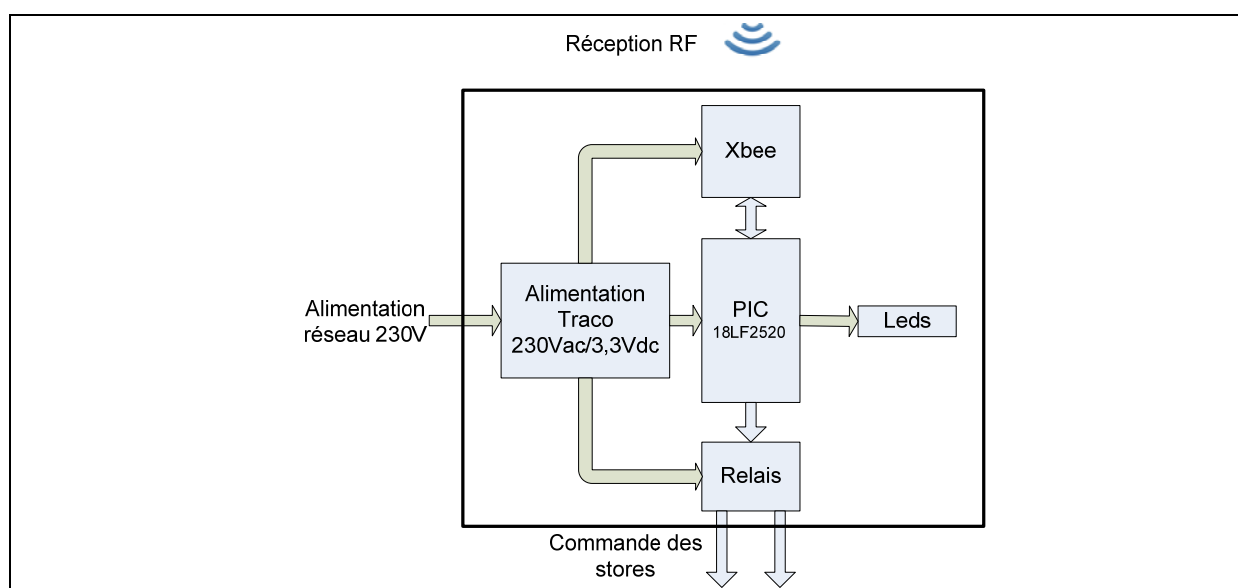 Réception RF
Xbee
Alimentation
réseau 230V
Alimentation
Traco
230Vac/3,3Vdc
PIC
18LF2520
Leds
Relais
Commande des
stores